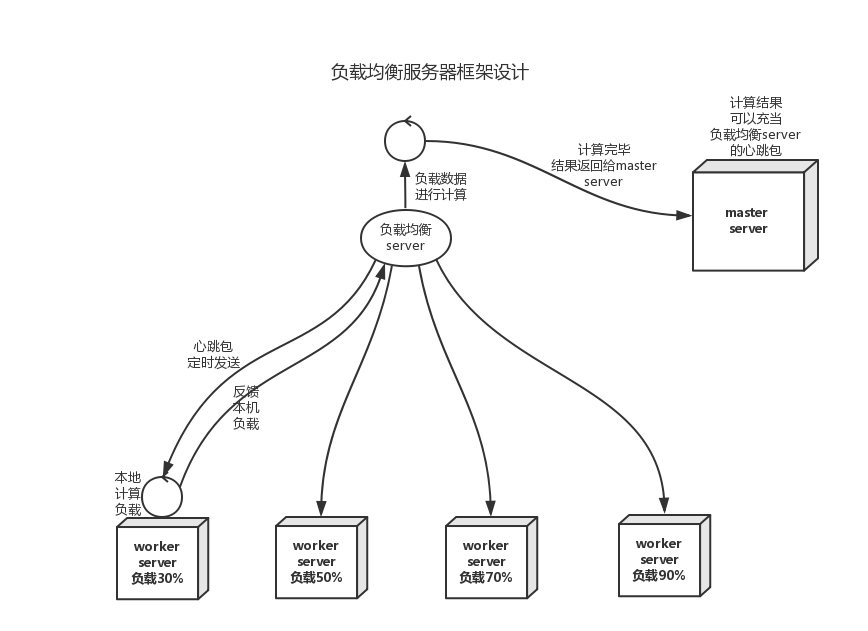 负载均衡服务器框架设计
计算结果
可以充当
负载均衡server
的心跳包
计算完毕
结果返回给master
server
负载数据
进行计算
master
server
负载均衡
server
心跳包
定时发送
反馈
本机
负载
本地
计算
负载
worker
server
负载30%
worker
server
负载50%
worker
server
负载70%
worker
server
负载90%